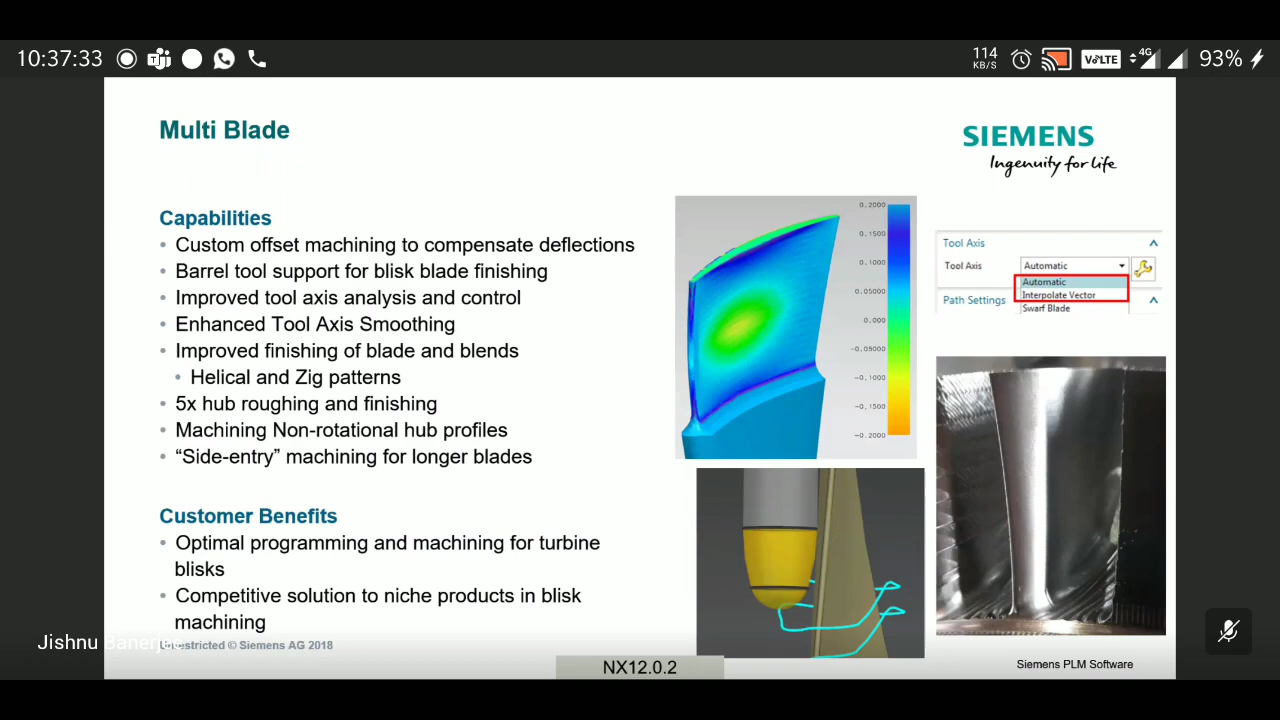 10:37:33
114
KB/S
VoLTE
4G
93%
Multi Blade
SIEMENS
Ingenuity for life
Capabilities
• Custom offset machining to compensate deflections
• Barrel tool support for blisk blade finishing
• Improved tool axis analysis and control
• Enhanced Tool Axis Smoothing
• Improved finishing of blade and blends
• Helical and Zig patterns
• 5x hub roughing and finishing
• Machining Non-rotational hub profiles
• “Side-entry” machining for longer blades
Customer Benefits
• Optimal programming and machining for turbine
blisks
• Competitive solution to niche products in blisk
machining
0.2000
0.1500
0.1000
0.05000
0.000
-0.05000
-0.1000
-0.1500
-0.2000
Tool Axis
Tool Axis Automatic
Automatic
Interpolate Vector
Path Settings
Swarf Blade
Jishnu Banerjee
© Siemens AG 2018
NX12.0.2
Siemens PLM Software